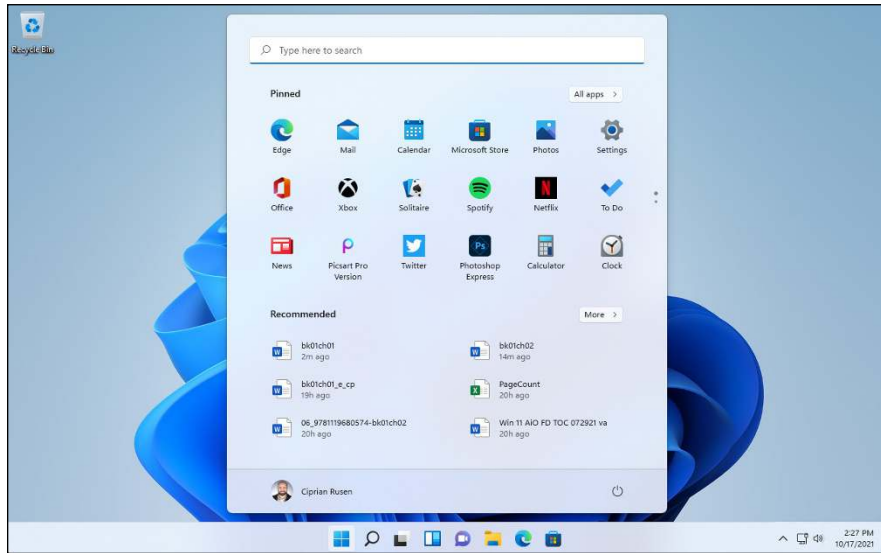 Recycle Bin
Type here to search
Pinned
All apps >
Edge
Mail
Calendar
Microsoft Store
Photos
Settings
Office
Xbox
Solitaire
Spotify
Netflix
To Do
News
Picsart Pro
Version
Twitter
Ps
Photoshop
Express
Calculator
Clock
Recommended
More >
bk01ch01
2m ago
bk01ch02
14m ago
bk01ch01_e_cp
19h ago
PageCount
20h ago
06_9781119680574-bk01ch02
20h ago
Win 11 AiO FD TOC 072921 va
20h ago
Ciprian Rusen
2:27 PM
10/17/2021